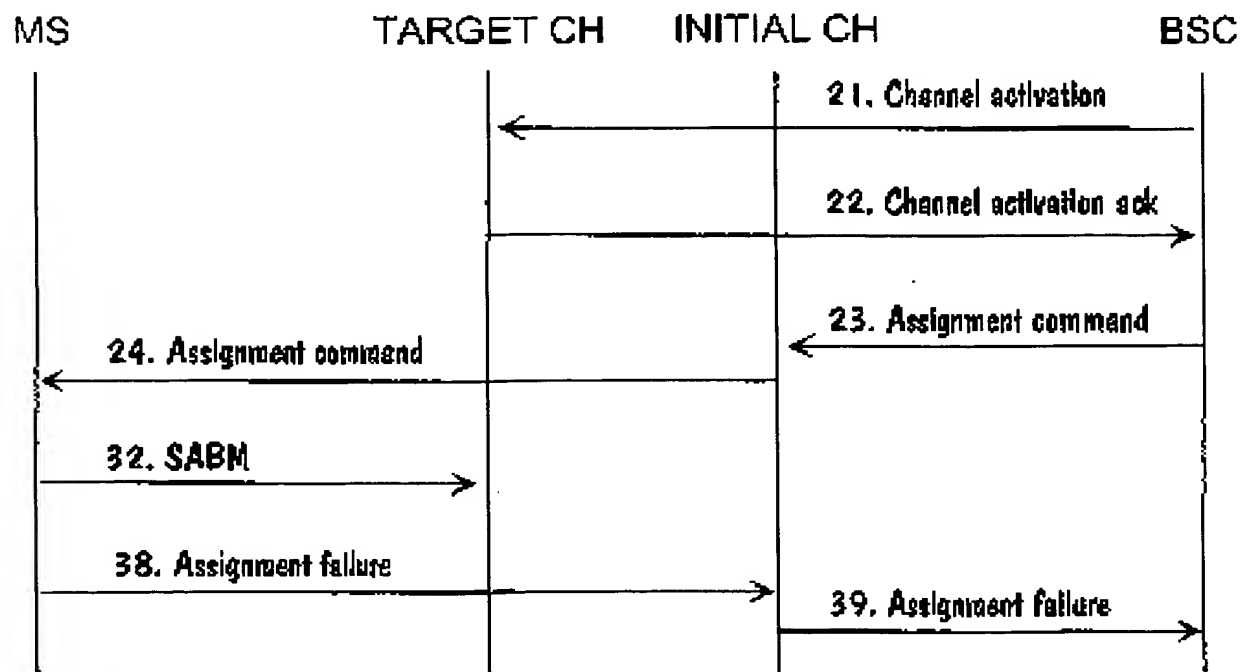 MS TARGET CH INITIAL CH BSC
21. Channel activation
22. Channel activation ack
23. Assignment command
24. Assignment command
32. SABM
38. Assignment failure
39. Assignment failure